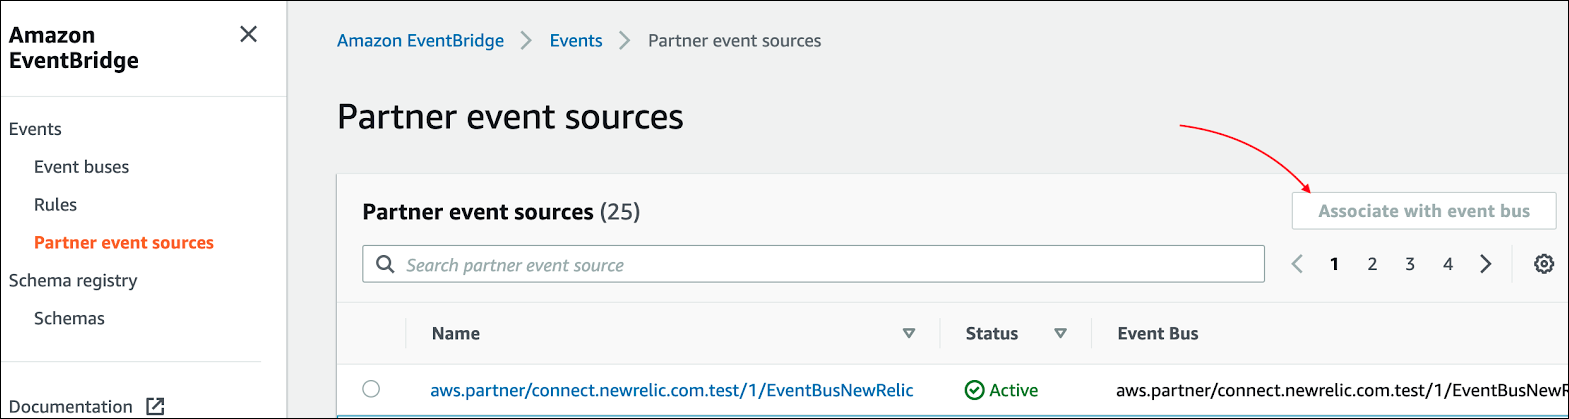 Amazon
EventBridge
Events
Event buses
Rules
Partner event sources
Schema registry
Schemas
Documentation
Amazon EventBridge > Events > Partner event sources
Partner event sources
Partner event sources (25)
Associate with event bus
Search partner event source
1 2 3 4
Name Status Event Bus
aws.partner/connect.newrelic.com.test/1/EventBusNewRelic Active aws.partner/connect.newrelic.com.test/1/EventBusNewRe